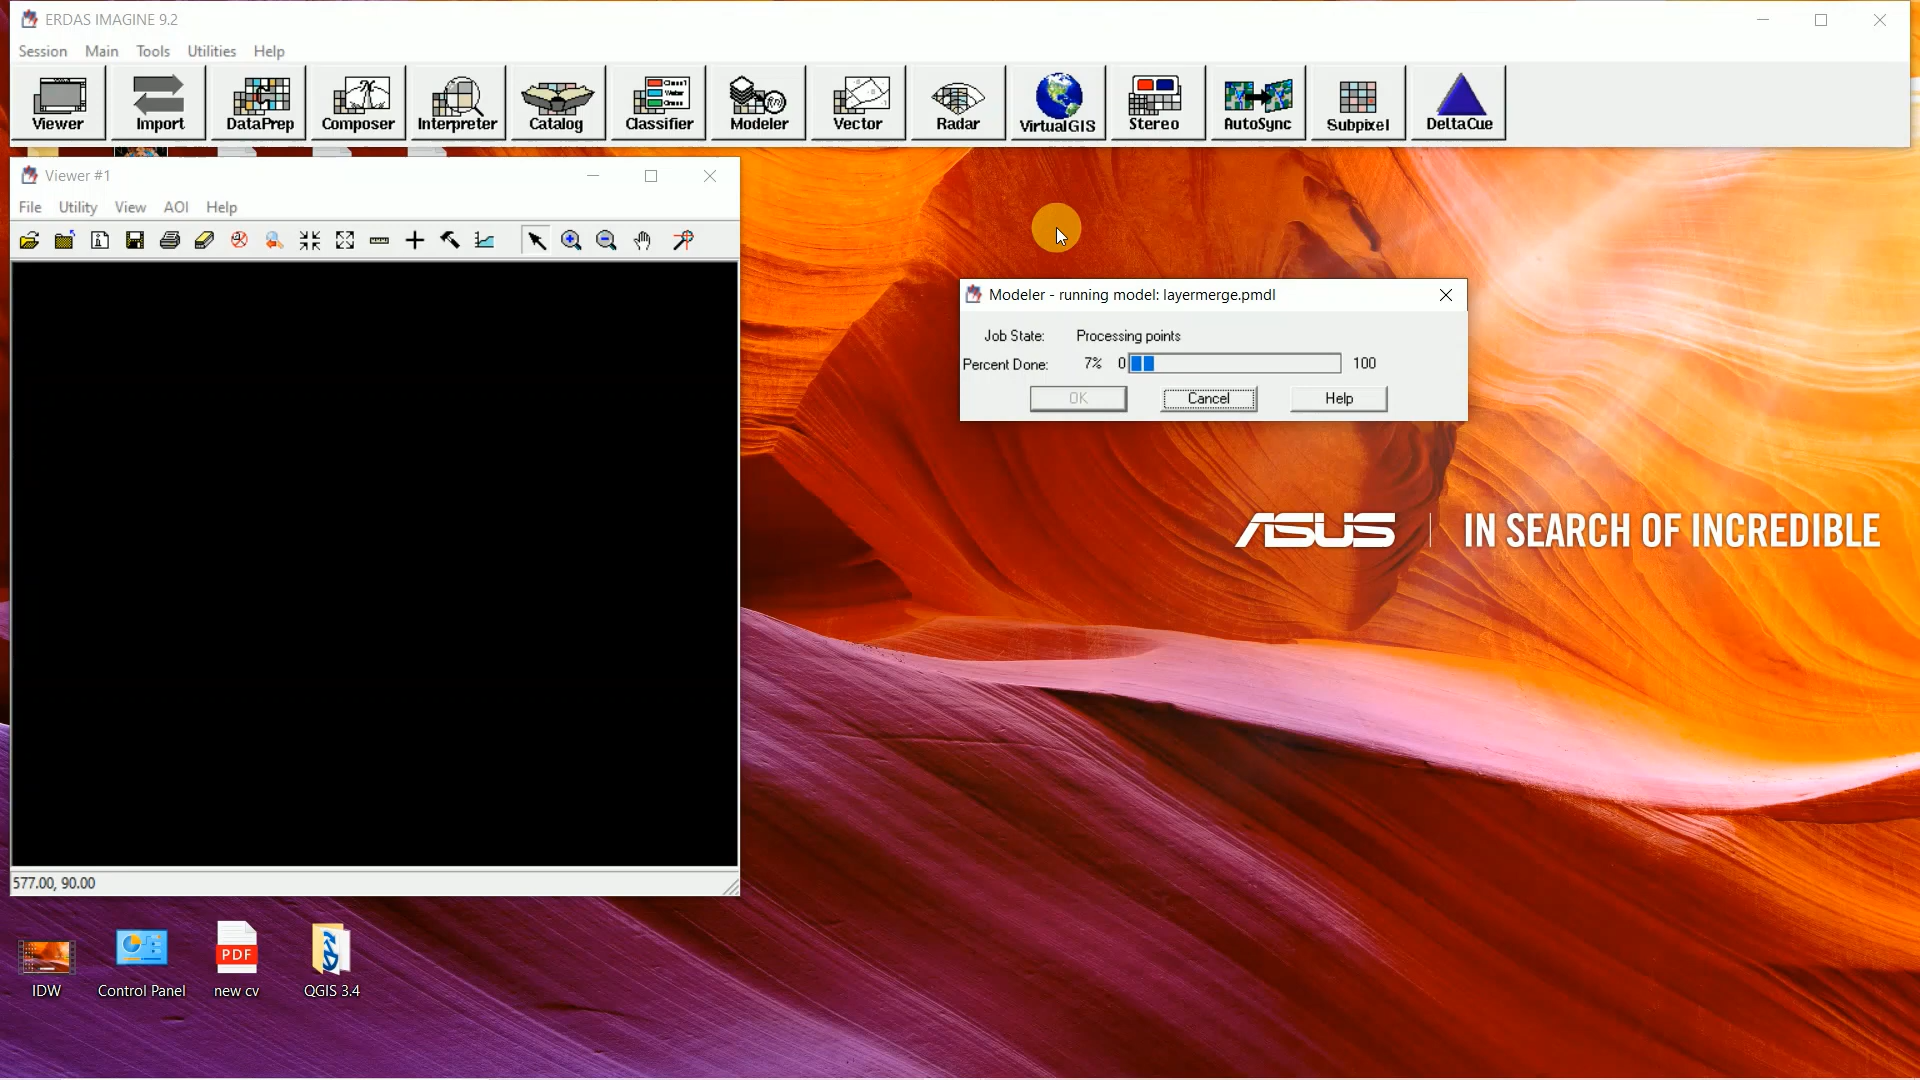 ERDAS IMAGINE 9.2
Session Main Tools Utilities Help
Viewer Import DataPrep Composer Interpreter Catalog Classifier Modeler Vector Radar VirtualGIS Stereo AutoSync Subpixel DeltaCue
Viewer #1
File Utility View AOI Help
Modeler - running model: layermerge.pmdl
Job State: Processing points
Percent Done: 7% 0 100
OK Cancel Help
ASUS IN SEARCH OF INCREDIBLE
577.00, 90.00
PDF
IDW Control Panel new cv QGIS 3.4